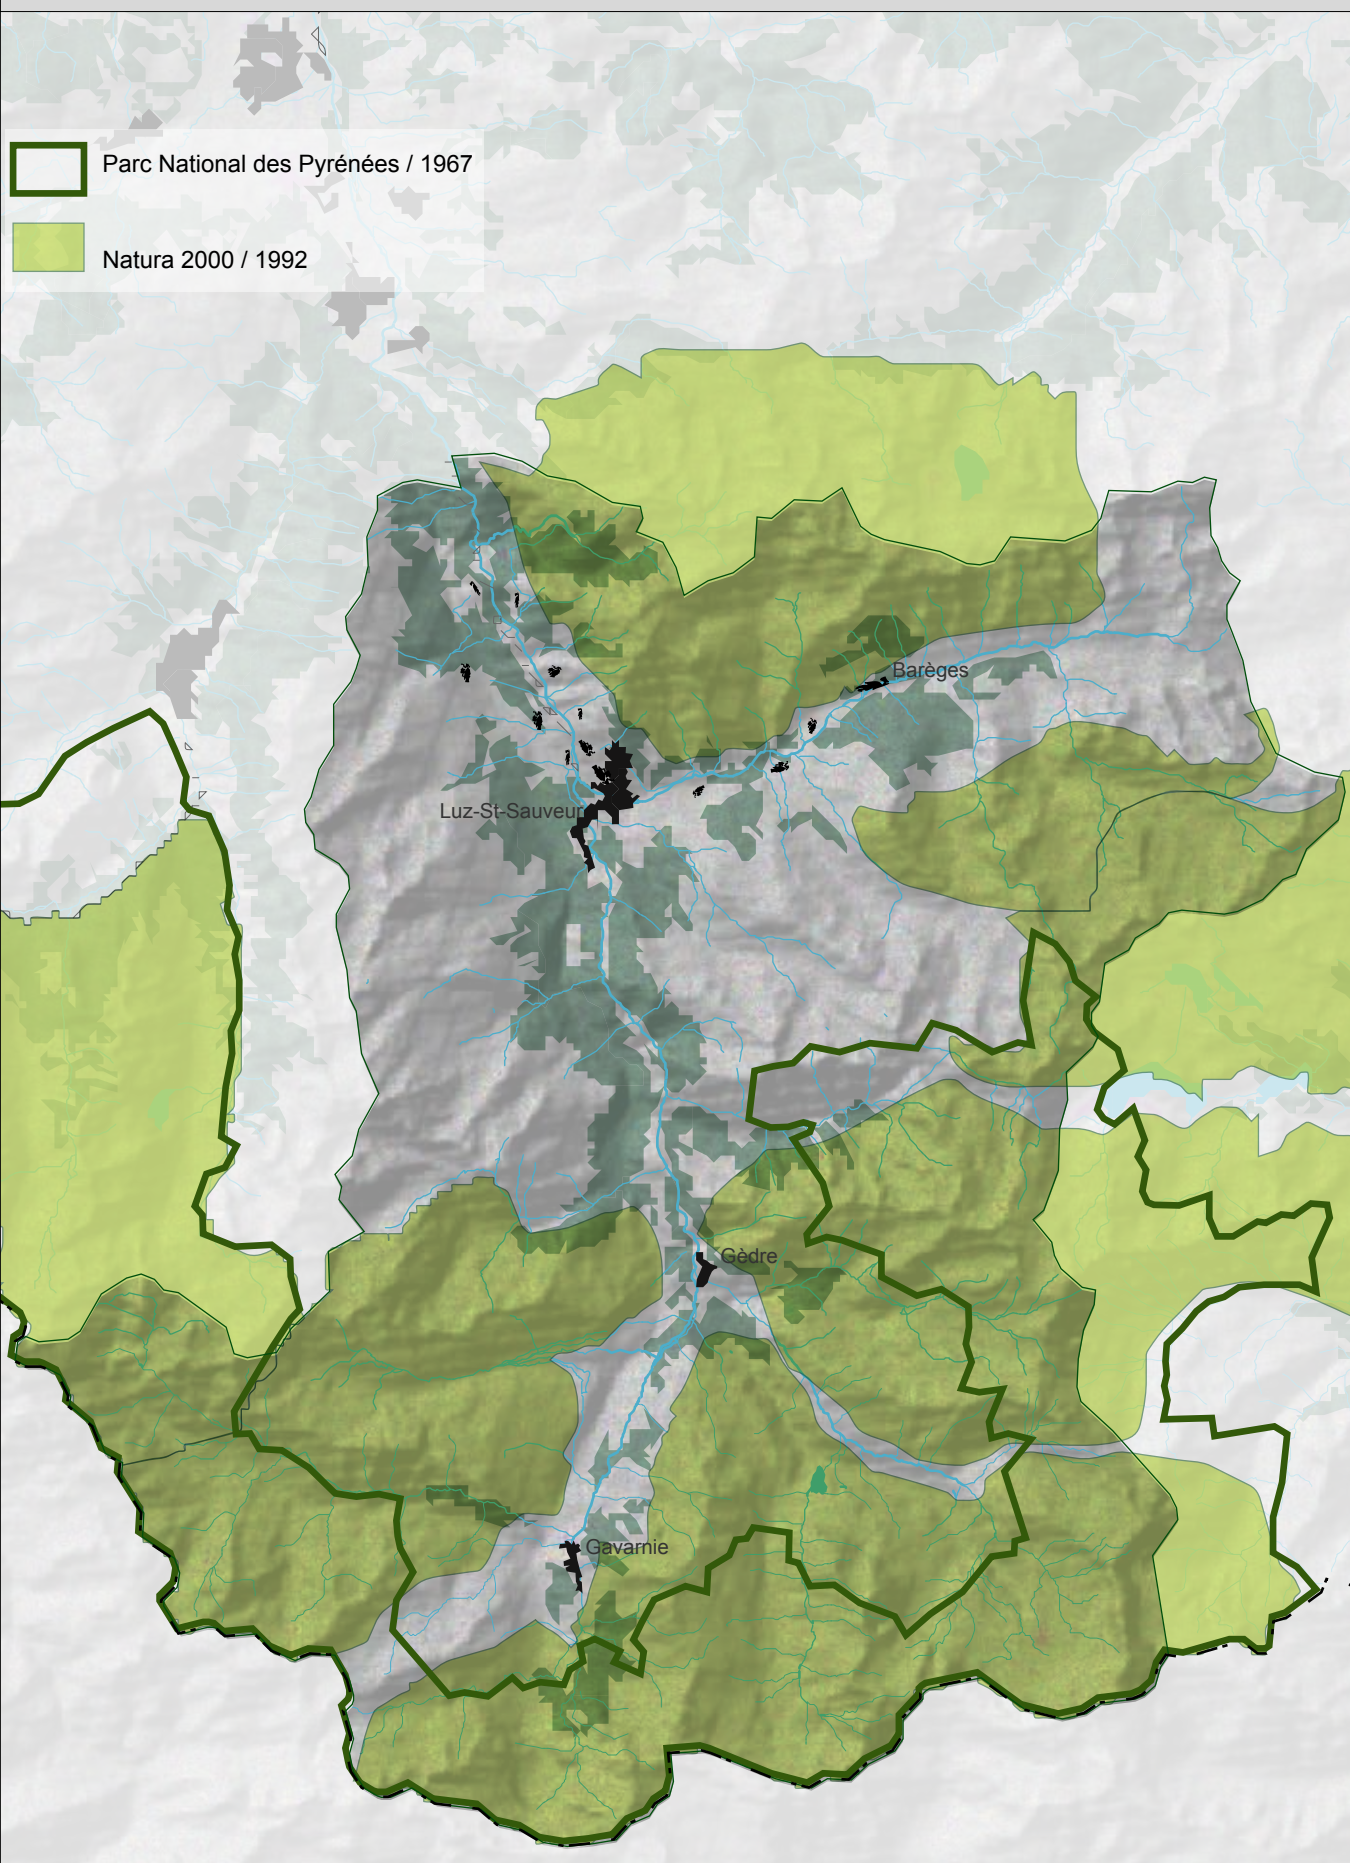 Parc National des Pyrénées / 1967
Natura 2000 / 1992
Barèges
Luz-St-Sauveur
Gèdre
Gavarnie